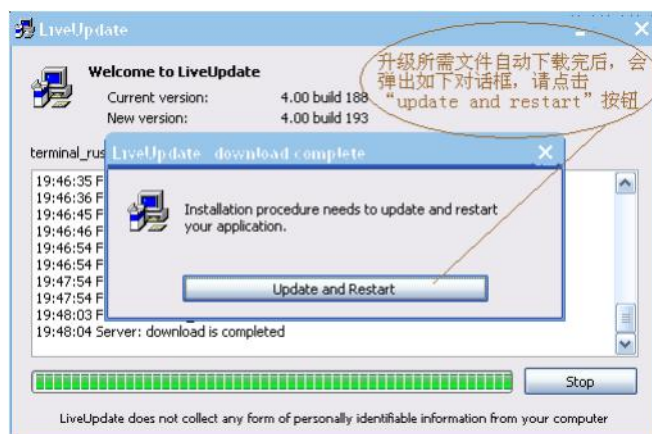 LiveUpdate
升级所需文件自动下载完后，会
弹出如下对话框，请点击
“update and restart”按钮
Welcome to LiveUpdate
Current version: 4.00 build 188
New version: 4.00 build 193
terminal_rus
LiveUpdate download complete
19:46:35 F
19:46:36 F
19:46:45 F
19:46:46 F
19:46:54 F
19:46:54 F
19:47:54 F
19:47:54 F
19:48:03 F
19:48:04 Server: download is completed
Installation procedure needs to update and restart
your application.
Update and Restart
Stop
LiveUpdate does not collect any form of personally identifiable information from your computer